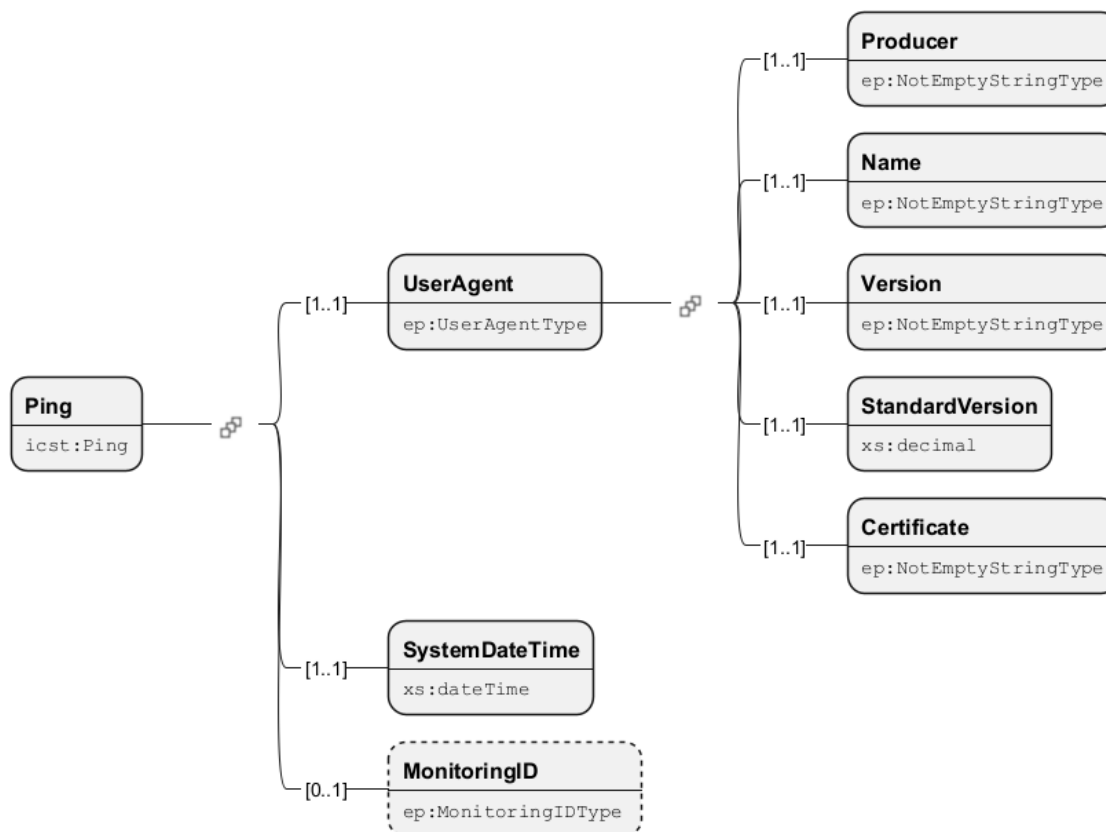 Producer
[1..1]
ep:NotEmptyStringType
Name
[1..1]
ep:NotEmptyStringType
UserAgent
Version
[1..1]
[1..1]
ep:UserAgentType
ep:NotEmptyStringType
Ping
StandardVersion
[1..1]
icst:Ping
xs:decimal
Certificate
[1..1]
ep:NotEmptyStringType
SystemDateTime
[1..1]
xs:dateTime
MonitoringID
[0..1]
ep:MonitoringIDType